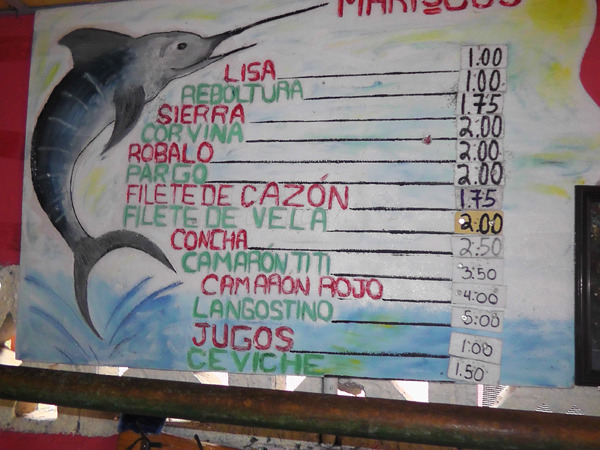 MARISCOS
LISA 1.00
REBOLTURA 1.00
SIERRA 1.75
CORVINA 2.00
ROBALO 2.00
PARGO 2.00
FILETE DE CAZÓN 1.75
FILETE DE VELA 2.00
CONCHA 2:50
CAMARÓN TITI 3:50
CAMARON ROJO 4:00
LANGOSTINO 5:00
JUGOS 1:00
CEVICHE 1.50